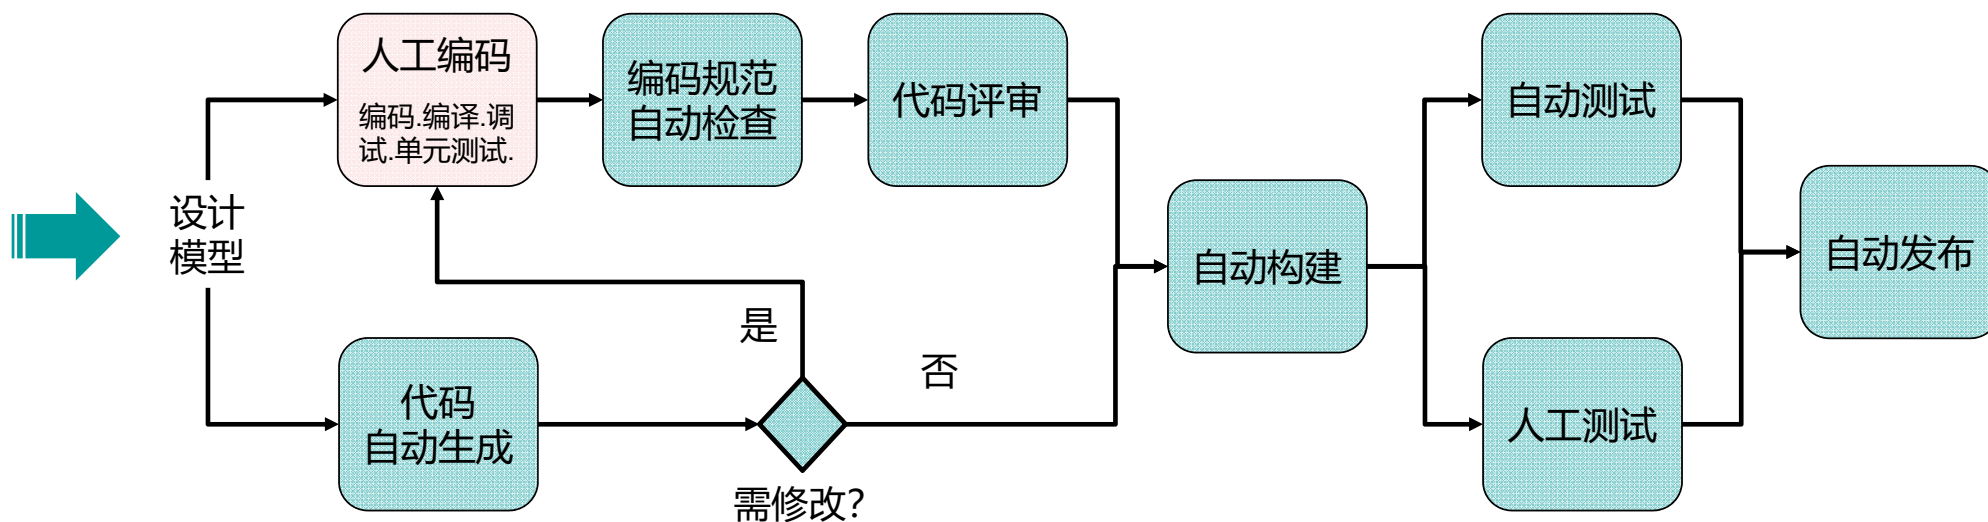 人工编码
编码.编译.调
试.单元测试.
编码规范
自动检查
代码评审
自动测试
设计
模型
自动构建
自动发布
是
否
代码
自动生成
人工测试
需修改?